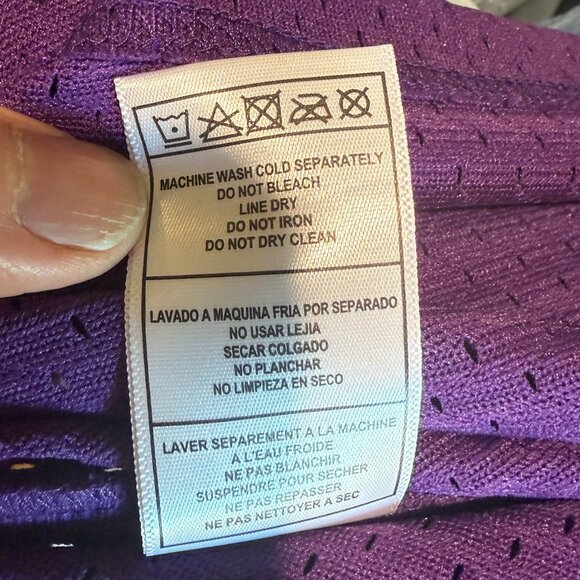 MACHINE WASH COLD SEPARATELY
DO NOT BLEACH
LINE DRY
DO NOT IRON
DO NOT DRY CLEAN
LAVADO A MAQUINA FRIA POR SEPARADO
NO USAR LEJIA
SECAR COLGADO
NO PLANCHAR
NO LIMPIEZA EN SECO
LAVER SEPAREMENT A LA MACHINE
A L'EAU FROIDE
NE PAS BLANCHIR
SUSPENDRE POUR SECHER
NE PAS REPASSER
NE PAS NETTOYER A SEC